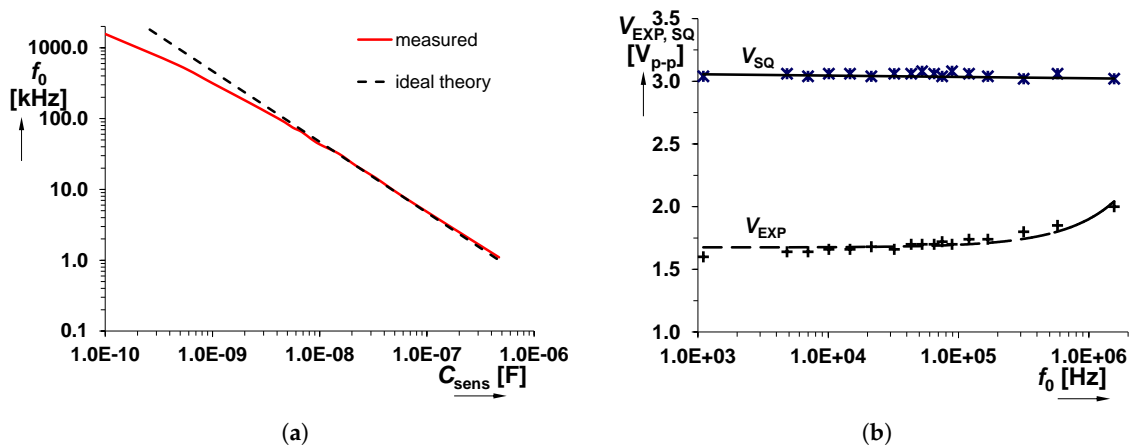 f0
[kHz]
1000.0
100.0
10.0
1.0
0.1
measured
ideal theory
1.0E-10 1.0E-09 1.0E-08 1.0E-07 1.0E-06
Csens [F]
(a)
VEXP, SQ
[Vp-p]
3.5
3.0
2.5
2.0
1.5
1.0
VSQ
VEXP
1.0E+03 1.0E+04 1.0E+05 1.0E+06
f0 [Hz]
(b)